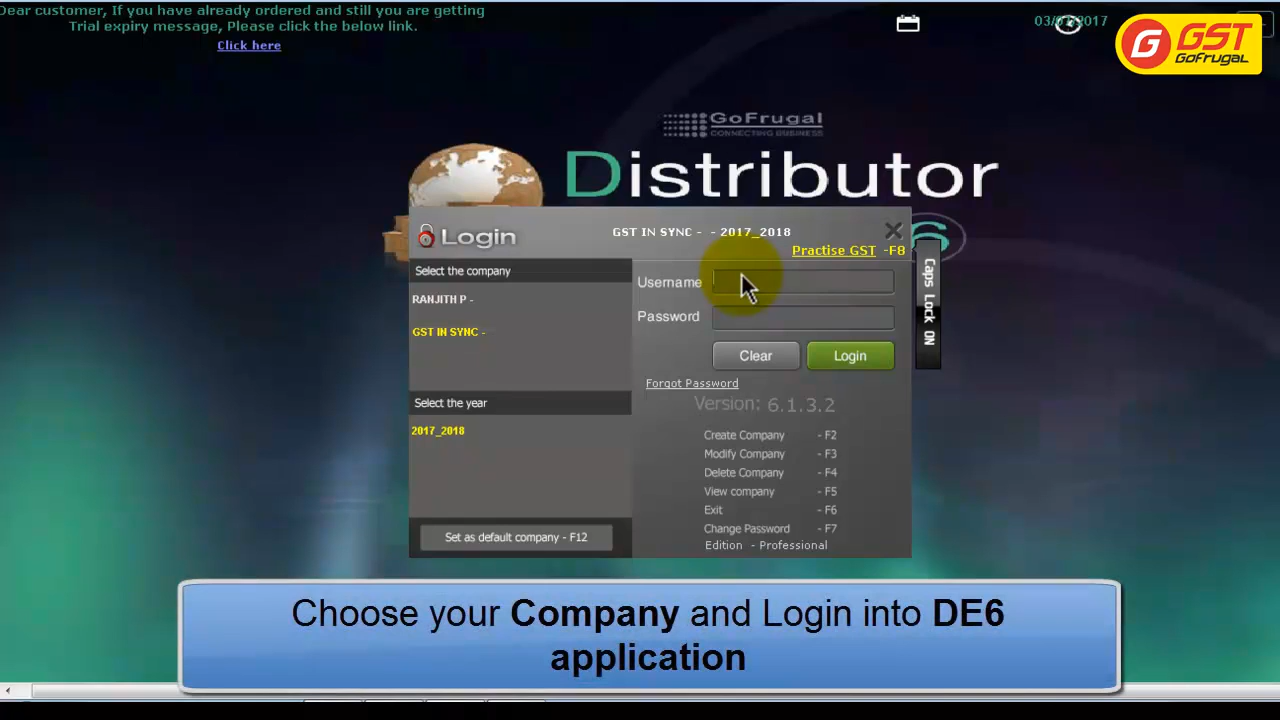 Dear customer, If you have already ordered and still you are getting
Trial expiry message, Please click the below link.
Click here
GST
GOFRUGAL
GoFrugal
CONNECTING BUSINESS
Distributor
Login
GST IN SYNC - - 2017_2018
Practise GST -F8
Select the company
RANJITH P -
GST IN SYNC -
Username
Password
Clear
Login
Caps Lock ON
Forgot Password
Version: 6.1.3.2
Select the year
2017_2018
Create Company - F2
Modify Company - F3
Delete Company - F4
View company - F5
Exit - F6
Change Password - F7
Edition - Professional
Set as default company - F12
Choose your Company and Login into DE6
application